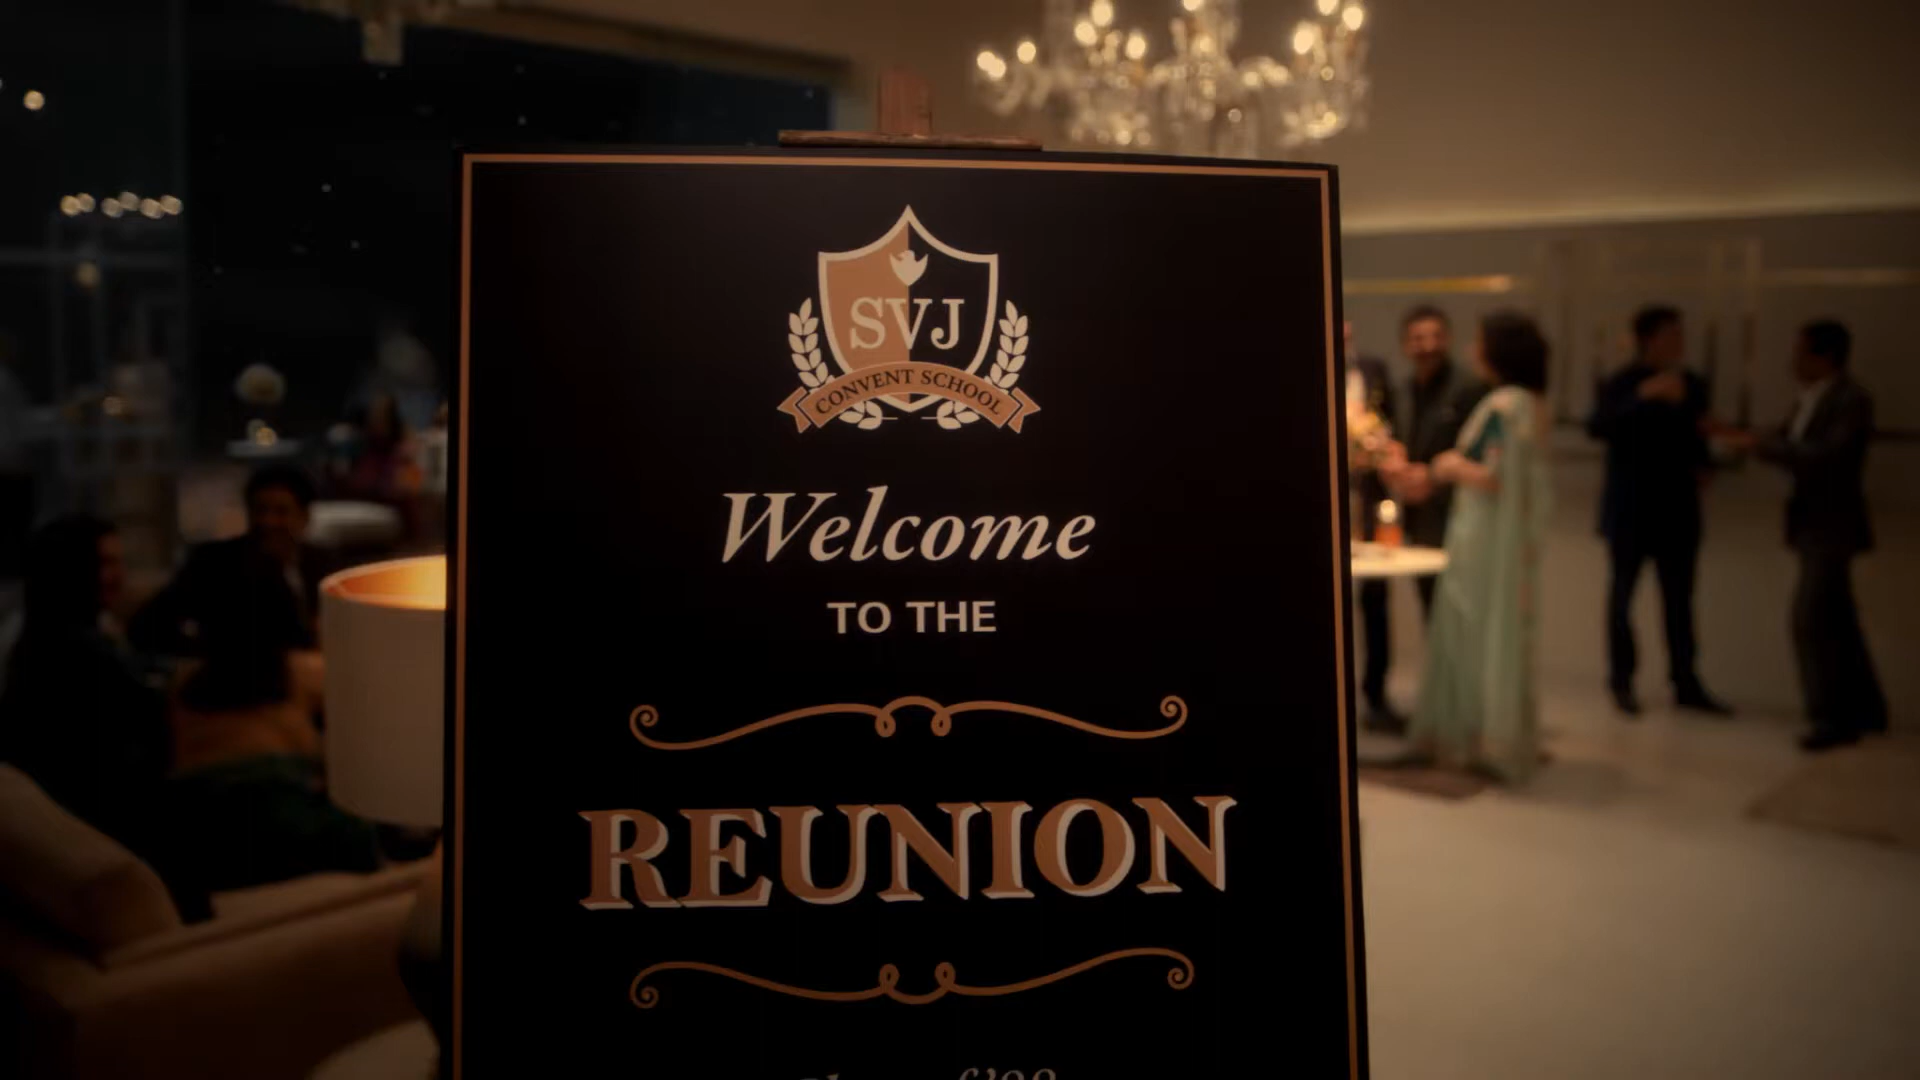 SVJ
CONVENT SCHOOL
Welcome
TO THE
REUNION